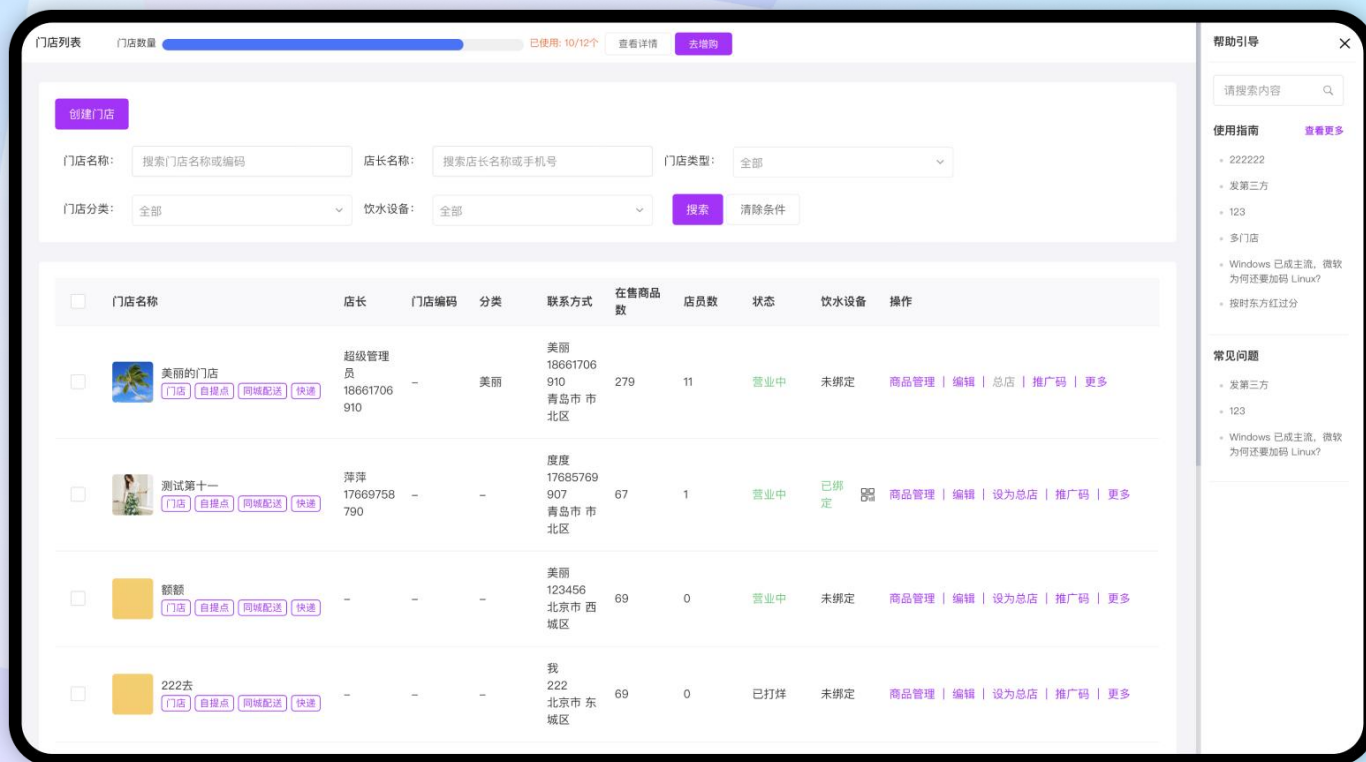 门店列表
门店数量
已使用: 10/12个
查看详情
去增购
创建门店
门店名称:
搜索门店名称或编码
店长名称:
搜索店长名称或手机号
门店类型:
全部
门店分类:
全部
饮水设备:
全部
搜索
清除条件
门店名称
店长
门店编码
分类
联系方式
在售商品
数
店员数
状态
饮水设备
操作
美丽的门店
门店 自提点 同城配送 快递
超级管理
员
18661706
910
–
美丽
美丽
18661706
910
青岛市 市
北区
279
11
营业中
未绑定
商品管理 | 编辑 | 总店 | 推广码 | 更多
测试第十一
门店 自提点 同城配送 快递
萍萍
17669758
790
–
–
度度
17685769
907
青岛市 市
北区
67
1
营业中
已绑
定
商品管理 | 编辑 | 设为总店 | 推广码 | 更多
额额
门店 自提点 同城配送 快递
–
–
–
美丽
123456
北京市 西
城区
69
0
营业中
未绑定
商品管理 | 编辑 | 设为总店 | 推广码 | 更多
222去
门店 自提点 同城配送 快递
–
–
–
我
222
北京市 东
城区
69
0
已打烊
未绑定
商品管理 | 编辑 | 设为总店 | 推广码 | 更多
帮助引导
请搜索内容
使用指南
查看更多
222222
发第三方
123
多门店
Windows 已成主流，微软
为何还要加码 Linux?
按时东方红过分
常见问题
发第三方
123
Windows 已成主流，微软
为何还要加码 Linux?